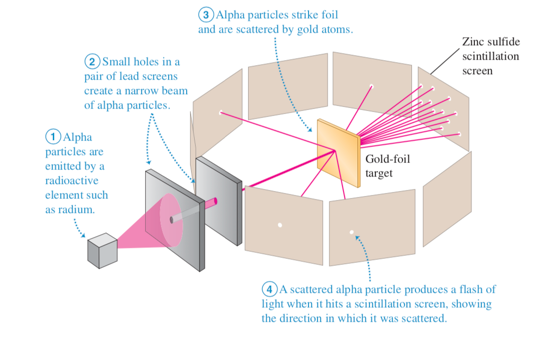 ③ Alpha particles strike foil
and are scattered by gold atoms.
Zinc sulfide
scintillation
screen
② Small holes in a
pair of lead screens
create a narrow beam
of alpha particles.
① Alpha
particles are
emitted by a
radioactive
element such
as radium.
Gold-foil
target
④ A scattered alpha particle produces a flash of
light when it hits a scintillation screen, showing
the direction in which it was scattered.